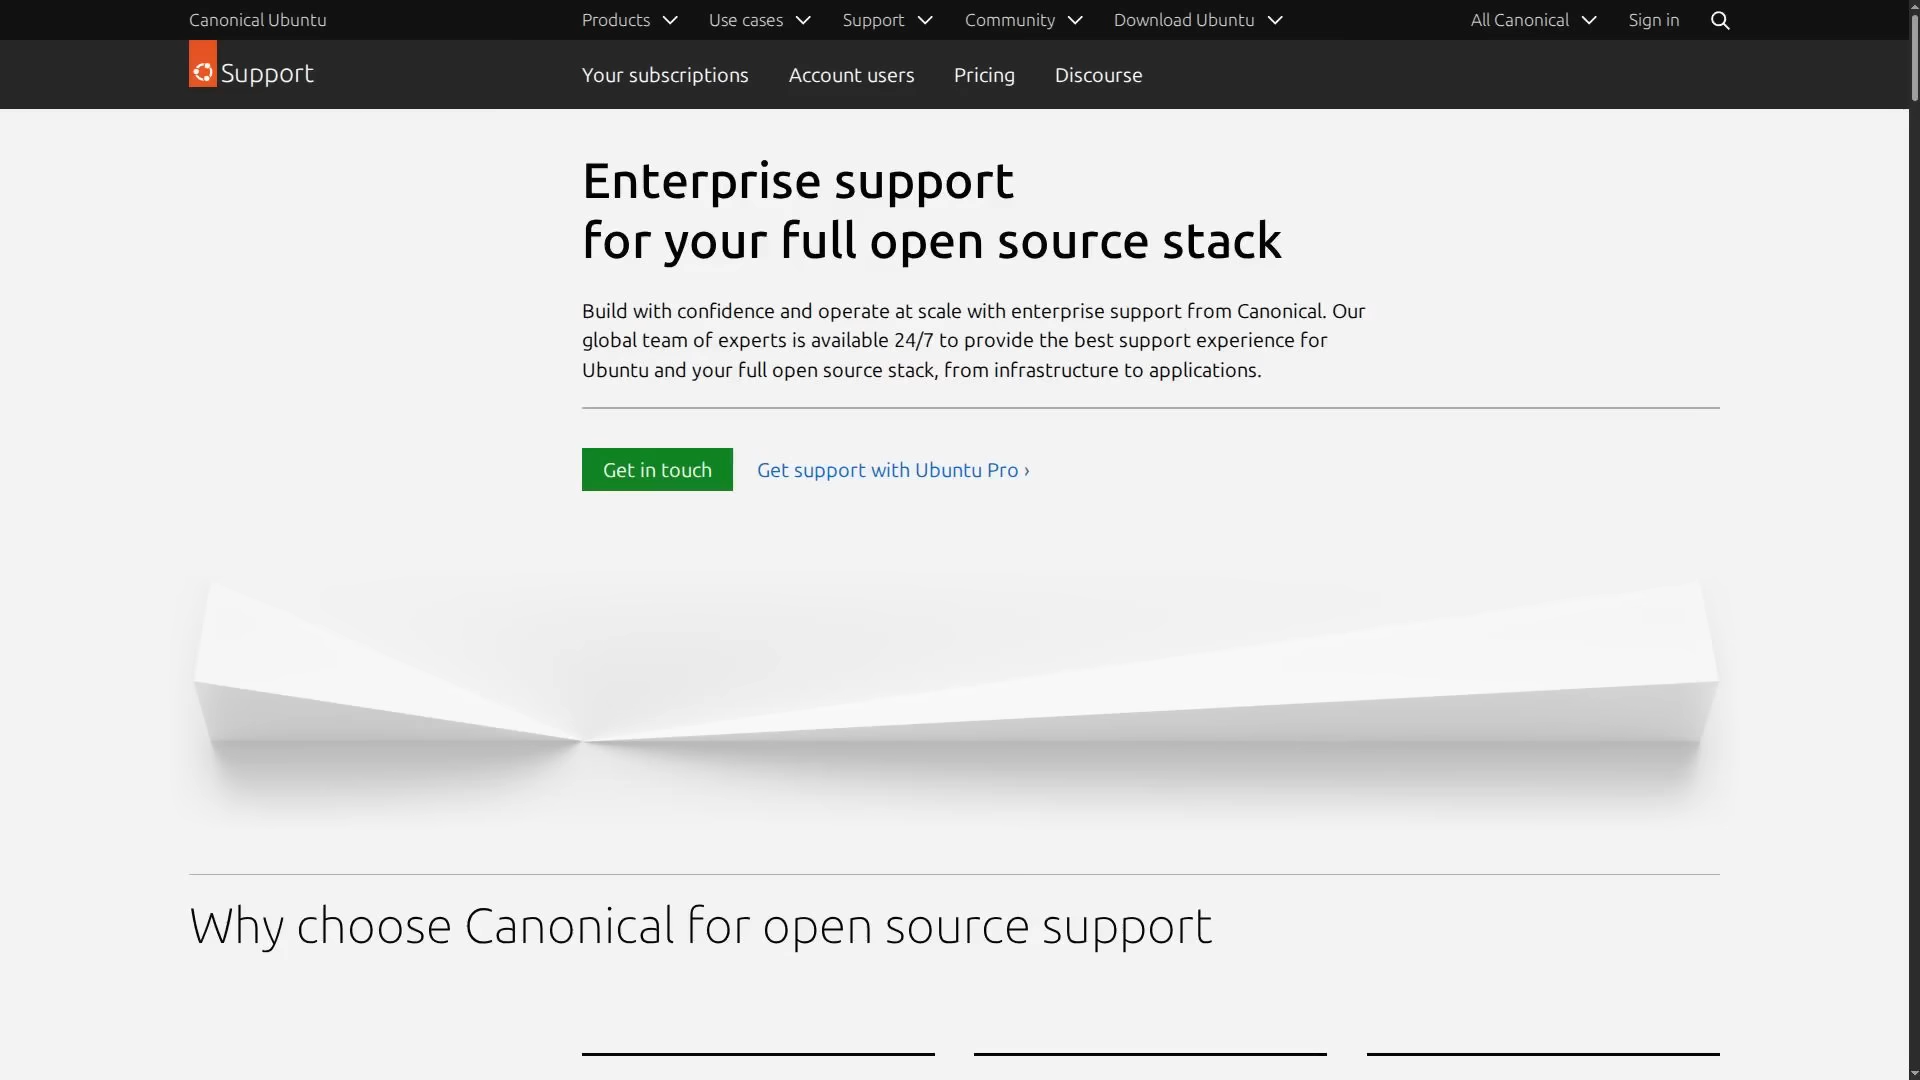 Canonical Ubuntu
Products
Use cases
Support
Community
Download Ubuntu
All Canonical
Sign in
Support
Your subscriptions
Account users
Pricing
Discourse
Enterprise support
for your full open source stack
Build with confidence and operate at scale with enterprise support from Canonical. Our
global team of experts is available 24/7 to provide the best support experience for
Ubuntu and your full open source stack, from infrastructure to applications.
Get in touch
Get support with Ubuntu Pro ›
Why choose Canonical for open source support